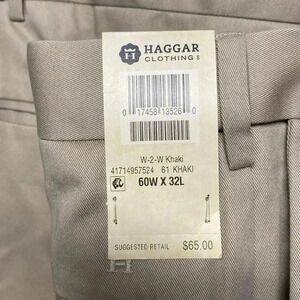 HAGGAR
CLOTHING
0 17458 13526 0
W-2-W Khaki
41714957524 61 KHAKI
60W X 32L
SUGGESTED RETAIL $65.00
H